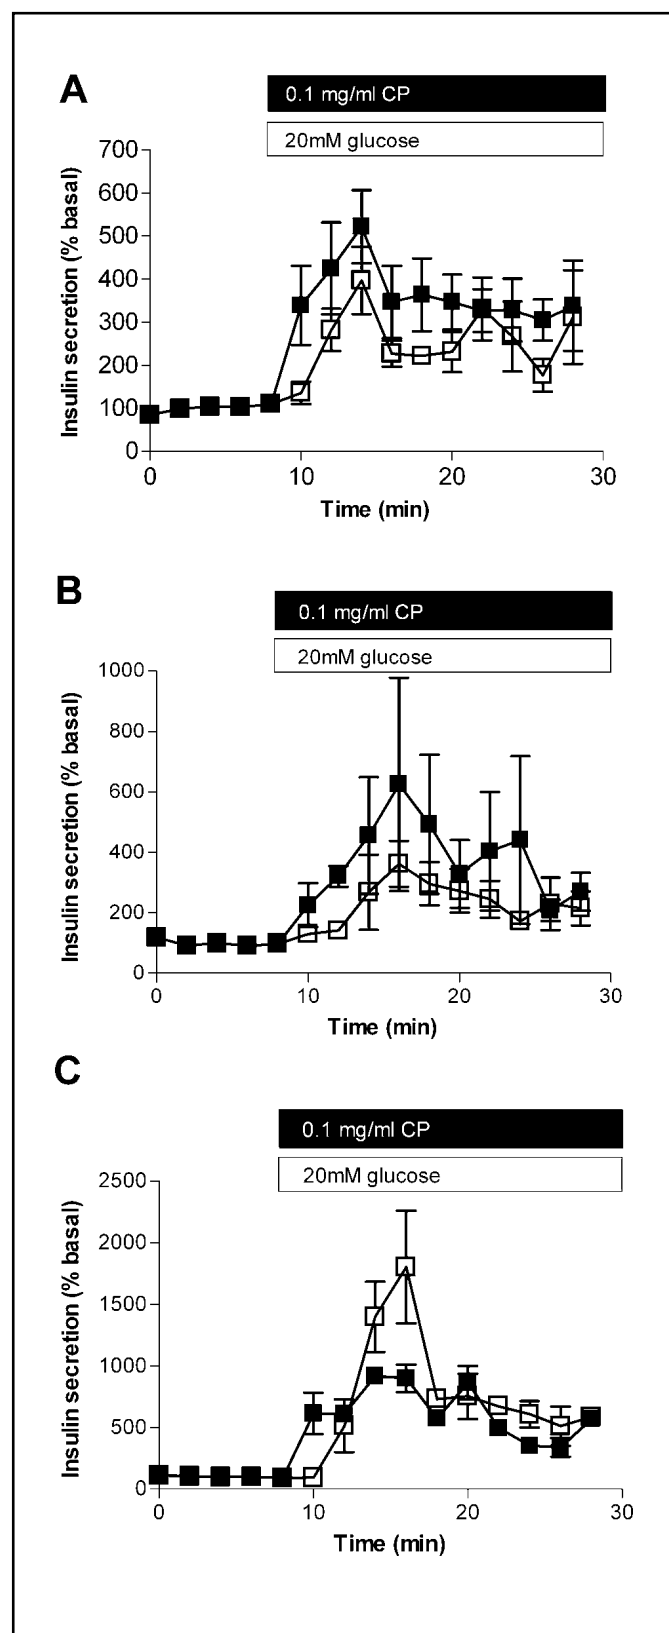 A
0.1 mg/ml CP
20mM glucose
Insulin secretion (% basal)
700
600
500
400
300
200
100
0
0 10 20 30
Time (min)
B
0.1 mg/ml CP
20mM glucose
Insulin secretion (% basal)
1000
800
600
400
200
0
0 10 20 30
Time (min)
C
0.1 mg/ml CP
20mM glucose
Insulin secretion (% basal)
2500
2000
1500
1000
500
0
0 10 20 30
Time (min)